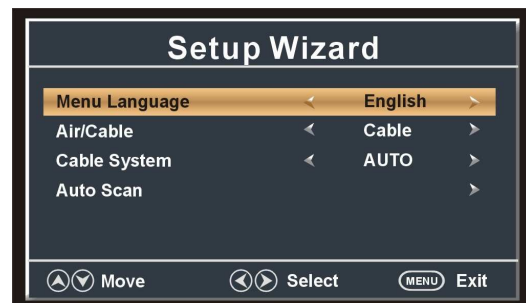 Setup Wizard
Menu Language English
Air/Cable Cable
Cable System AUTO
Auto Scan
Move Select MENU Exit